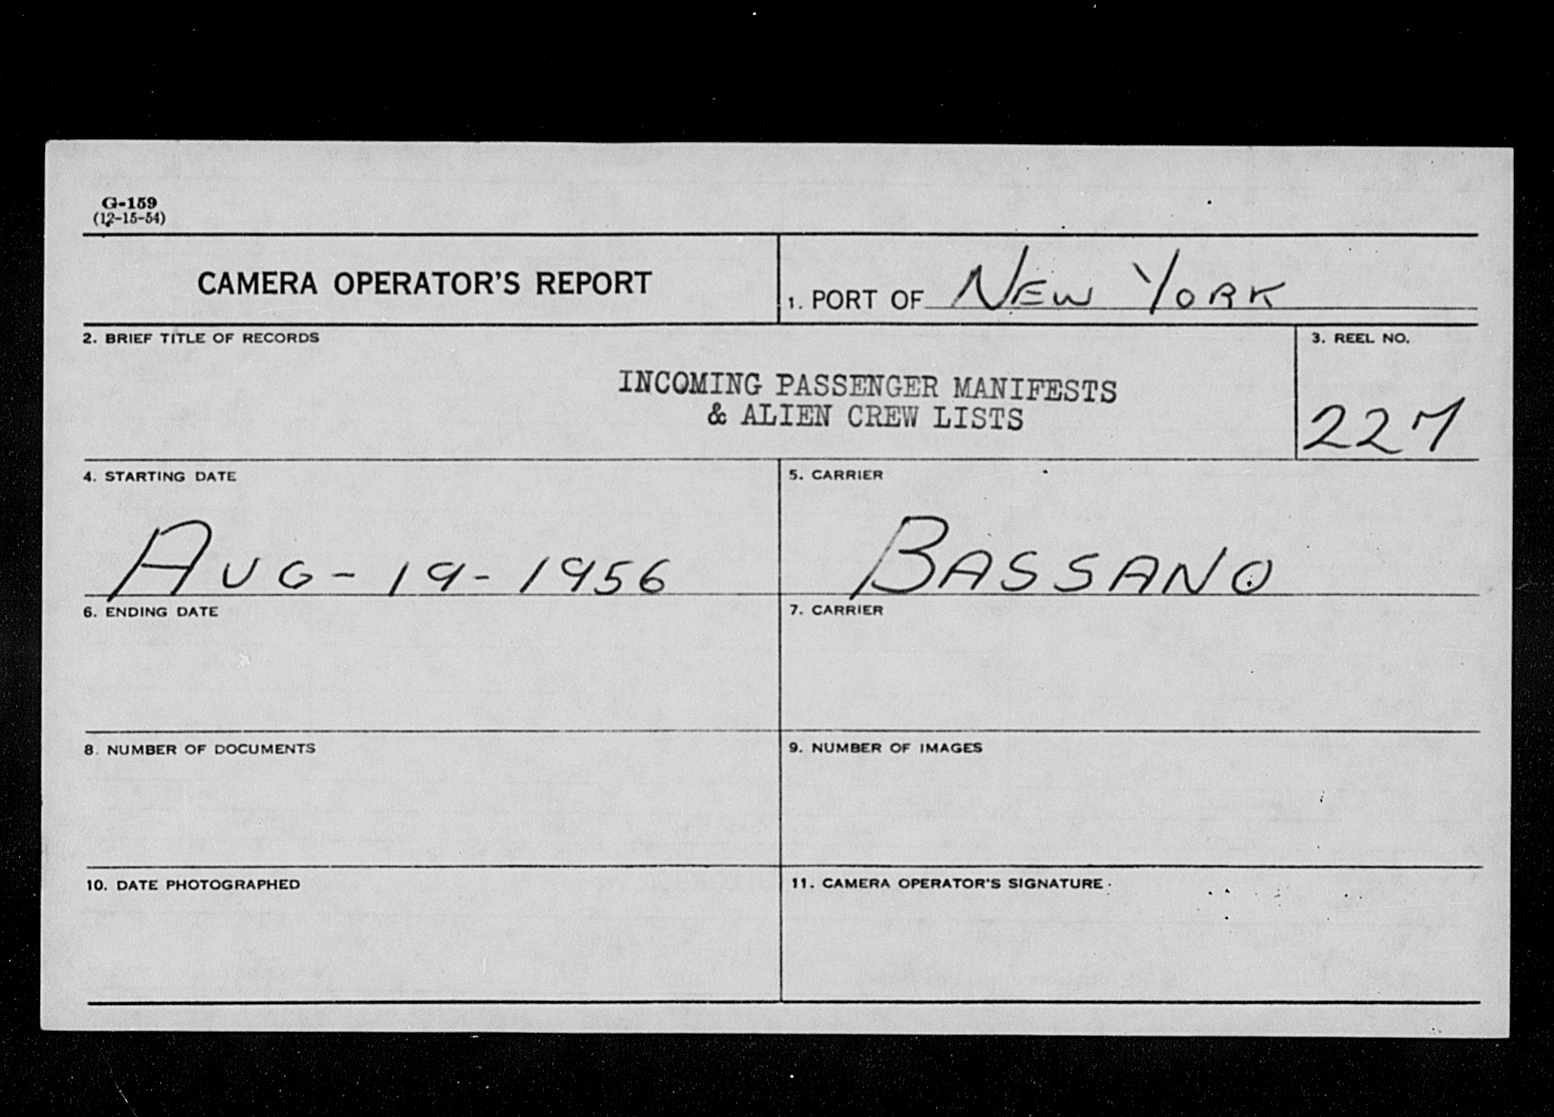 G-159
(12-15-54)
CAMERA OPERATOR'S REPORT
1. PORT OF NEW YORK
2. BRIEF TITLE OF RECORDS
INCOMING PASSENGER MANIFESTS
& ALIEN CREW LISTS
3. REEL NO.
227
4. STARTING DATE
AUG-19-1956
5. CARRIER
BASSANO
6. ENDING DATE
7. CARRIER
8. NUMBER OF DOCUMENTS
9. NUMBER OF IMAGES
10. DATE PHOTOGRAPHED
11. CAMERA OPERATOR'S SIGNATURE